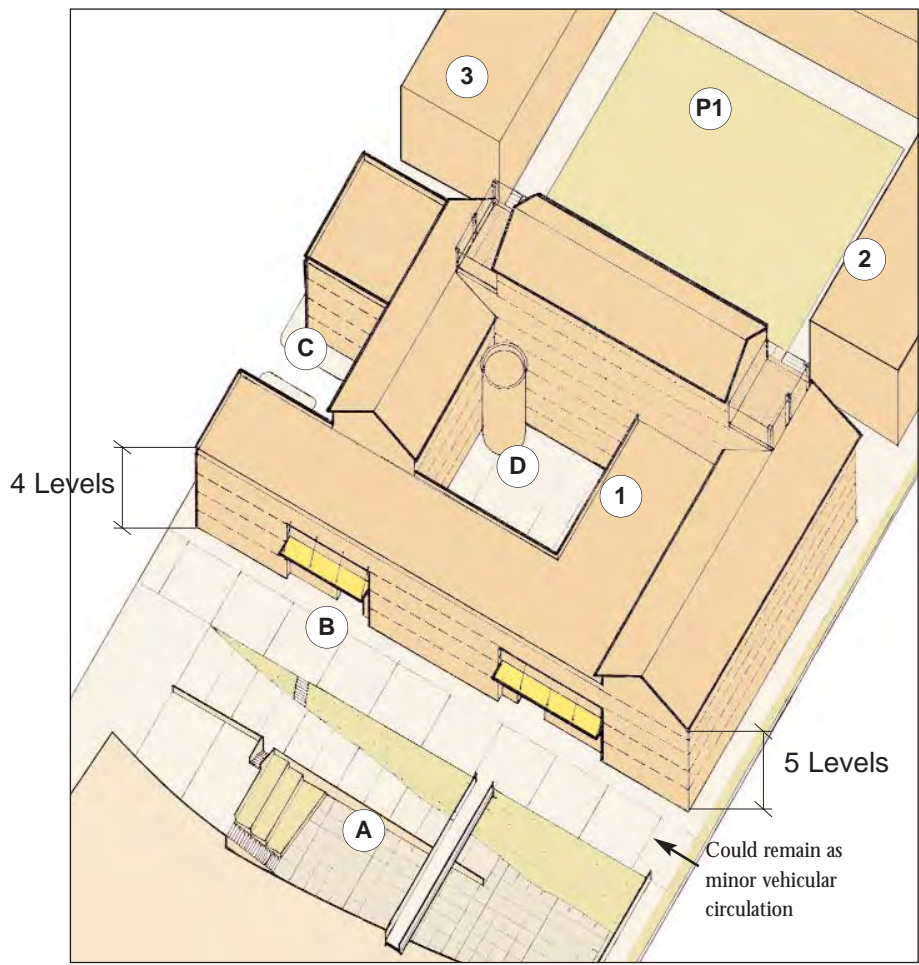 3
P1
2
C
D
1
4 Levels
B
5 Levels
A
Could remain as
minor vehicular
circulation